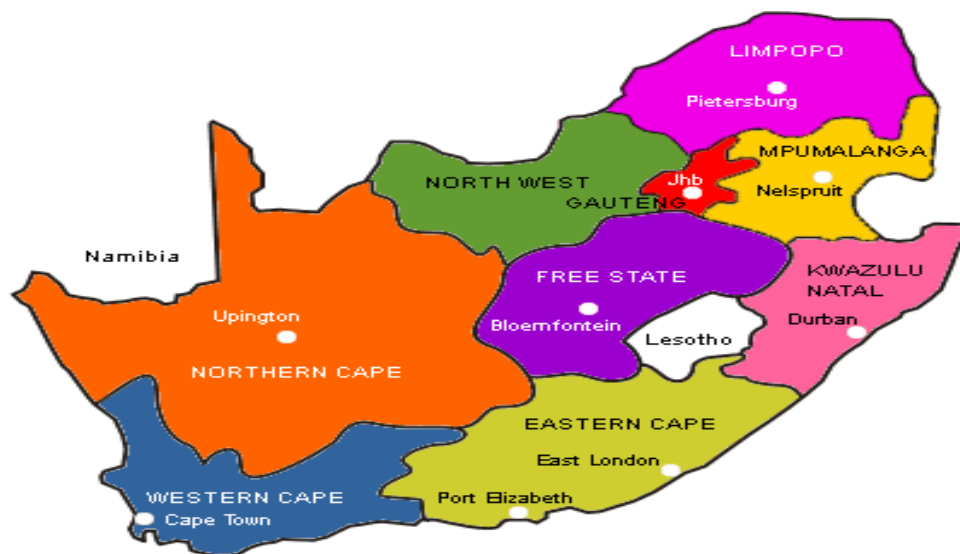 LIMPOPO
Pietersburg
MPUMALANGA
Jhb
NORTH WEST
Nelspruit
GAUTENG
Namibia
FREE STATE
KWAZULU
NATAL
Upington
Bloemfontein
Durban
Lesotho
NORTHERN CAPE
EASTERN CAPE
East London
WESTERN CAPE
Port Elizabeth
Cape Town